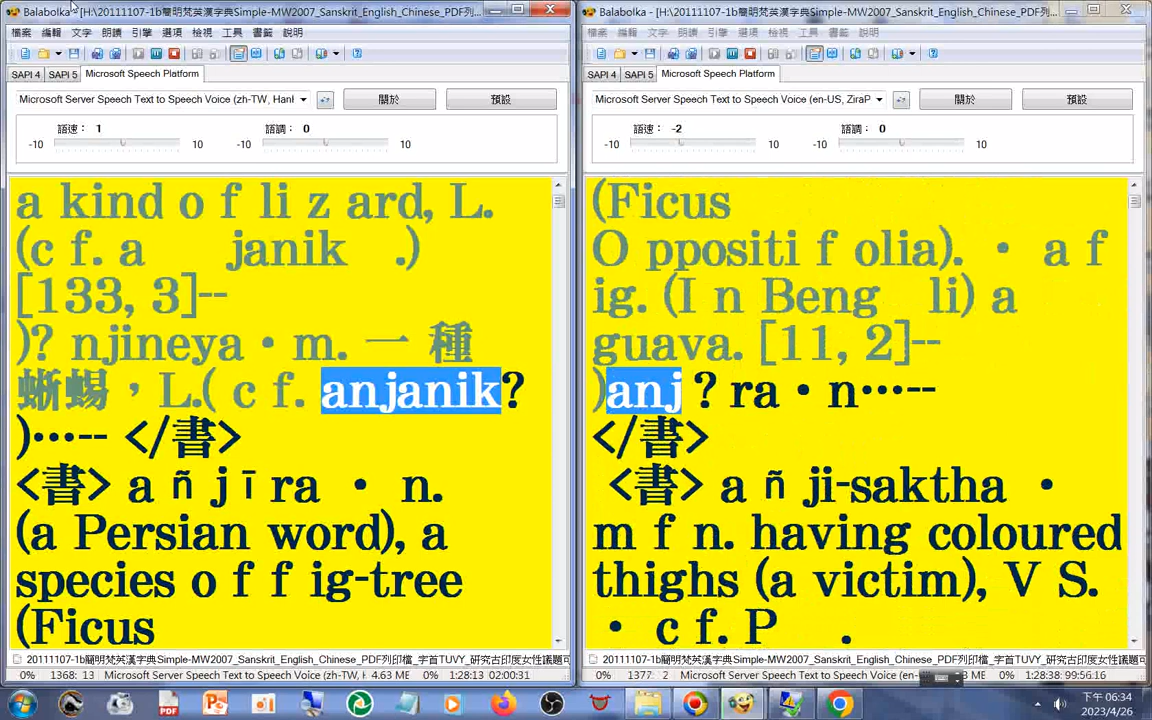 Balabolka - [H:\20111107-1b簡明梵英漢字典Simple-MW2007_Sanskrit_English_Chinese_PDF列...
檔案 編輯 文字 朗讀 引擎 選項 檢視 工具 書籤 說明
SAPI 4 SAPI 5 Microsoft Speech Platform
Microsoft Server Speech Text to Speech Voice (zh-TW, Hanl
關於 預設
語速： 1 語調： 0
-10 10 -10 10
a kind o f li z ard, L.
(c f. a janik .)
[133, 3]--
)? njineya • m. 一 種
蜥蜴，L.( c f. anjanik?
)…-- </書>
<書> a ñ j ī ra • n.
(a Persian word), a
species o f f ig-tree
(Ficus
20111107-1b簡明梵英漢字典Simple-MW2007_Sanskrit_English_Chinese_PDF列印檔_字首TUVY_研究古印度女性議題可
0% 1368: 13 Microsoft Server Speech Text to Speech Voice (zh-TW, 4.63 ME 0% 1:28:13 02:00:31
Balabolka - [H:\20111107-1b簡明梵英漢字典Simple-MW2007_Sanskrit_English_Chinese_PDF列印...
檔案 編輯 文字 朗讀 引擎 選項 檢視 工具 書籤 說明
SAPI 4 SAPI 5 Microsoft Speech Platform
Microsoft Server Speech Text to Speech Voice (en-US, ZiraP
關於 預設
語速： -2 語調： 0
-10 10 -10 10
(Ficus
O ppositi f olia). • a f
ig. (I n Beng li) a
guava. [11, 2]--
)anj ? ra • n…--
</書>
<書> a ñ ji-saktha •
m f n. having coloured
thighs (a victim), V S.
• c f. P .
20111107-1b簡明梵英漢字典Simple-MW2007_Sanskrit_English_Chinese_PDF列印檔_字首TUVY_研究古印度女性議題可
0% 1377: 2 Microsoft Server Speech Text to Speech Voice (en-US, ME 0% 1:28:38 99:56:16
下午 06:34
2023/4/26